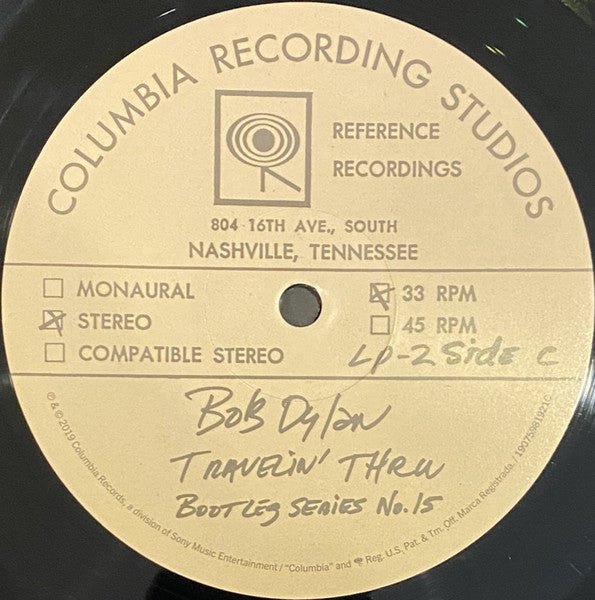 COLUMBIA RECORDING STUDIOS
REFERENCE
RECORDINGS
804 16TH AVE., SOUTH
NASHVILLE, TENNESSEE
MONAURAL
33 RPM
STEREO
45 RPM
COMPATIBLE STEREO
LP-2 Side C
Bob Dylan
TRAVELIN' THRU
BOOTLEG SERIES No. 15
℗ & © 2019 Columbia Records, a division of Sony Music Entertainment / "Columbia" and Reg. U.S. Pat. & Tm. Off. Marca Registrada. / 19075981921C